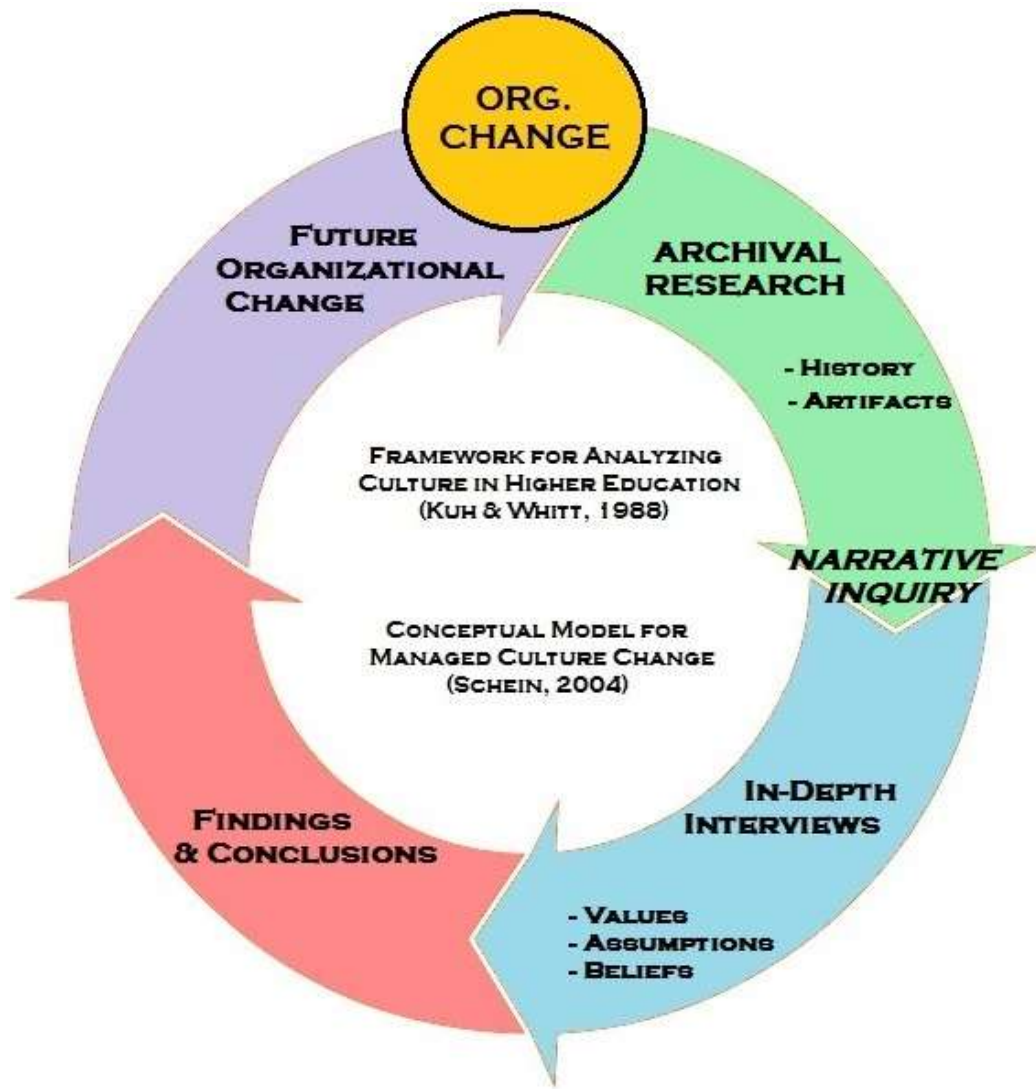 ORG.
CHANGE
ARCHIVAL
RESEARCH
- HISTORY
- ARTIFACTS
NARRATIVE
INQUIRY
IN-DEPTH
INTERVIEWS
- VALUES
- ASSUMPTIONS
- BELIEFS
FINDINGS
& CONCLUSIONS
FUTURE
ORGANIZATIONAL
CHANGE
FRAMEWORK FOR ANALYZING
CULTURE IN HIGHER EDUCATION
(KUH & WHITT, 1988)
CONCEPTUAL MODEL FOR
MANAGED CULTURE CHANGE
(SCHEIN, 2004)